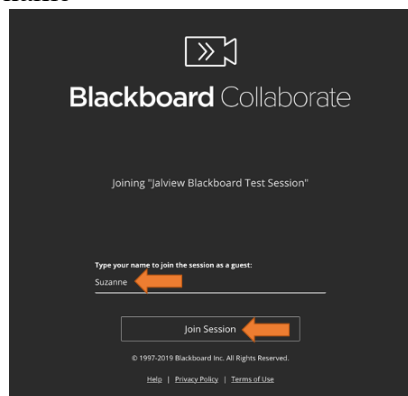 Blackboard Collaborate
Joining "Jalview Blackboard Test Session"
Type your name to join the session as a guest:
Suzanne
Join Session
© 1997-2019 Blackboard Inc. All Rights Reserved.
Help | Privacy Policy | Terms of Use